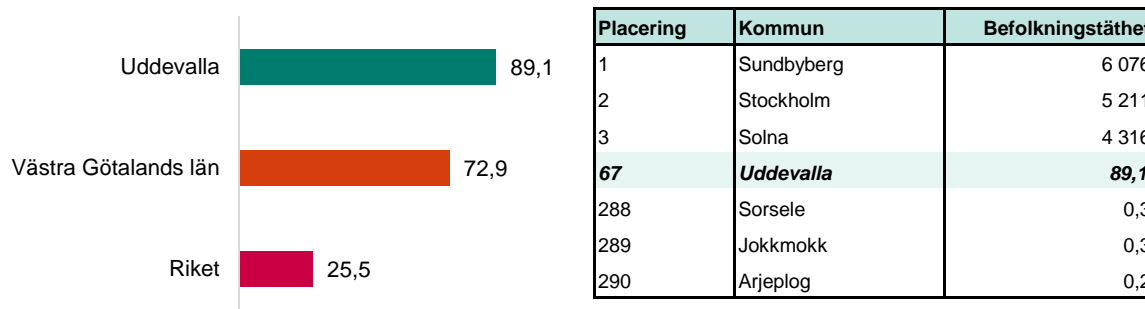 Uddevalla 89,1
Västra Götalands län 72,9
Riket 25,5
Placering Kommun Befolkningstäthet
1 Sundbyberg 6 076
2 Stockholm 5 211
3 Solna 4 316
67 Uddevalla 89,1
288 Sorsele 0,3
289 Jokkmokk 0,3
290 Arjeplog 0,2